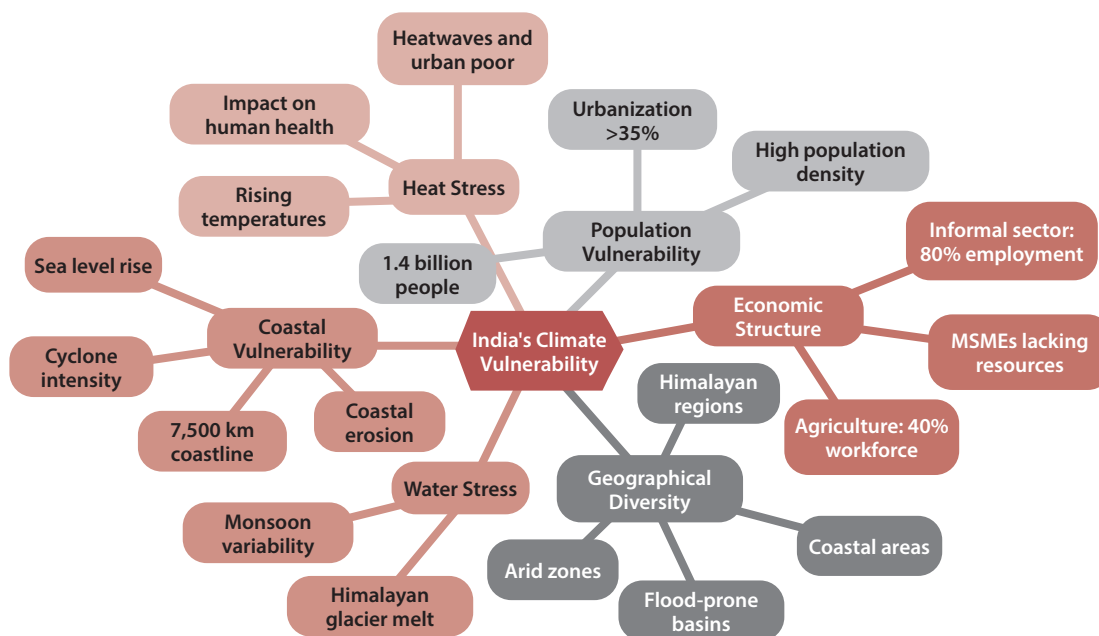 Heatwaves and
urban poor
Impact on
human health
Rising
temperatures
Heat Stress
Urbanization
>35%
High population
density
Population
Vulnerability
1.4 billion
people
Informal sector:
80% employment
Economic
Structure
MSMEs lacking
resources
Agriculture: 40%
workforce
India's Climate
Vulnerability
Sea level rise
Coastal
Vulnerability
Cyclone
intensity
7,500 km
coastline
Coastal
erosion
Water Stress
Monsoon
variability
Himalayan
glacier melt
Himalayan
regions
Geographical
Diversity
Arid zones
Flood-prone
basins
Coastal areas